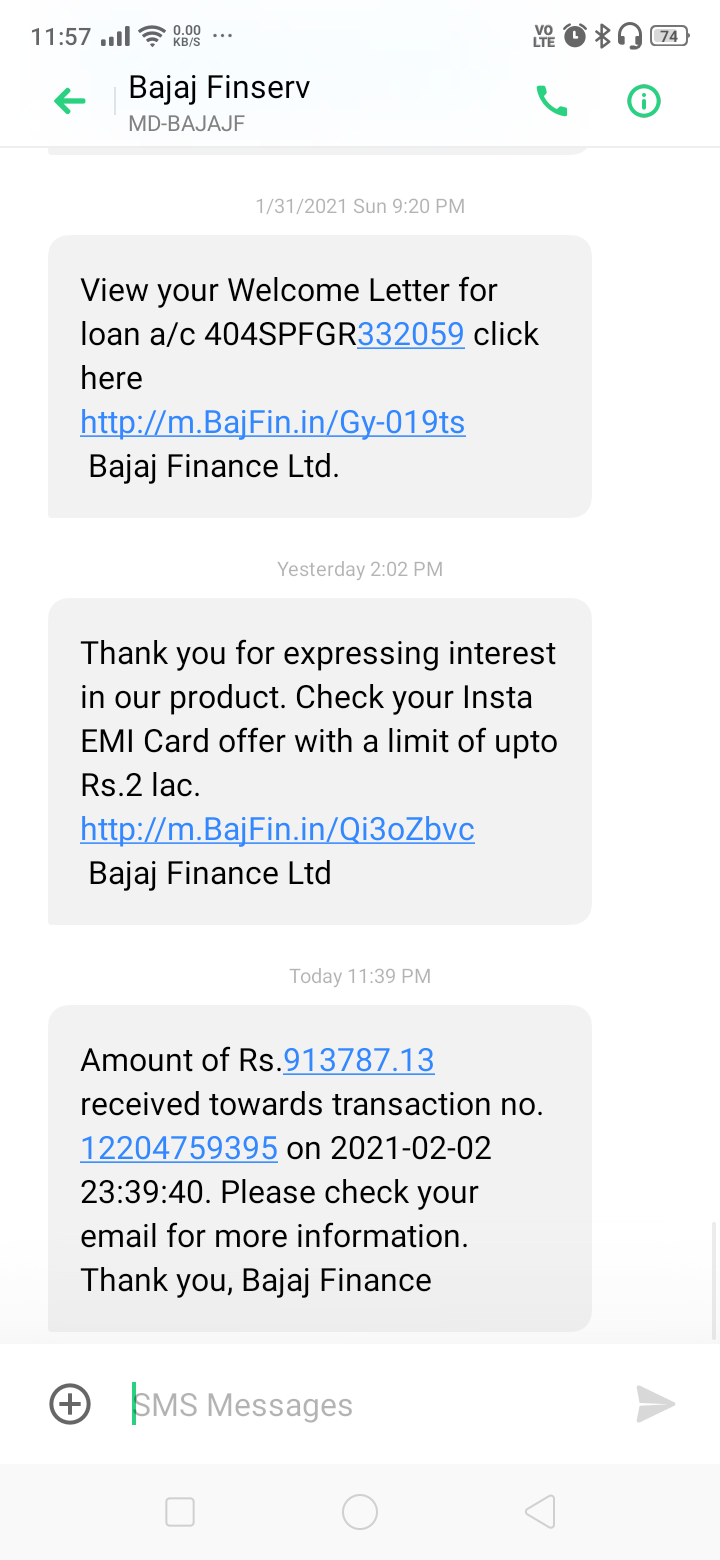 11:57 0.00 KB/S ... VO LTE 74
Bajaj Finserv
MD-BAJAJF
1/31/2021 Sun 9:20 PM
View your Welcome Letter for
loan a/c 404SPFGR332059 click
here
http://m.BajFin.in/Gy-019ts
Bajaj Finance Ltd.
Yesterday 2:02 PM
Thank you for expressing interest
in our product. Check your Insta
EMI Card offer with a limit of upto
Rs.2 lac.
http://m.BajFin.in/Qi3oZbvc
Bajaj Finance Ltd
Today 11:39 PM
Amount of Rs.913787.13
received towards transaction no.
12204759395 on 2021-02-02
23:39:40. Please check your
email for more information.
Thank you, Bajaj Finance
SMS Messages